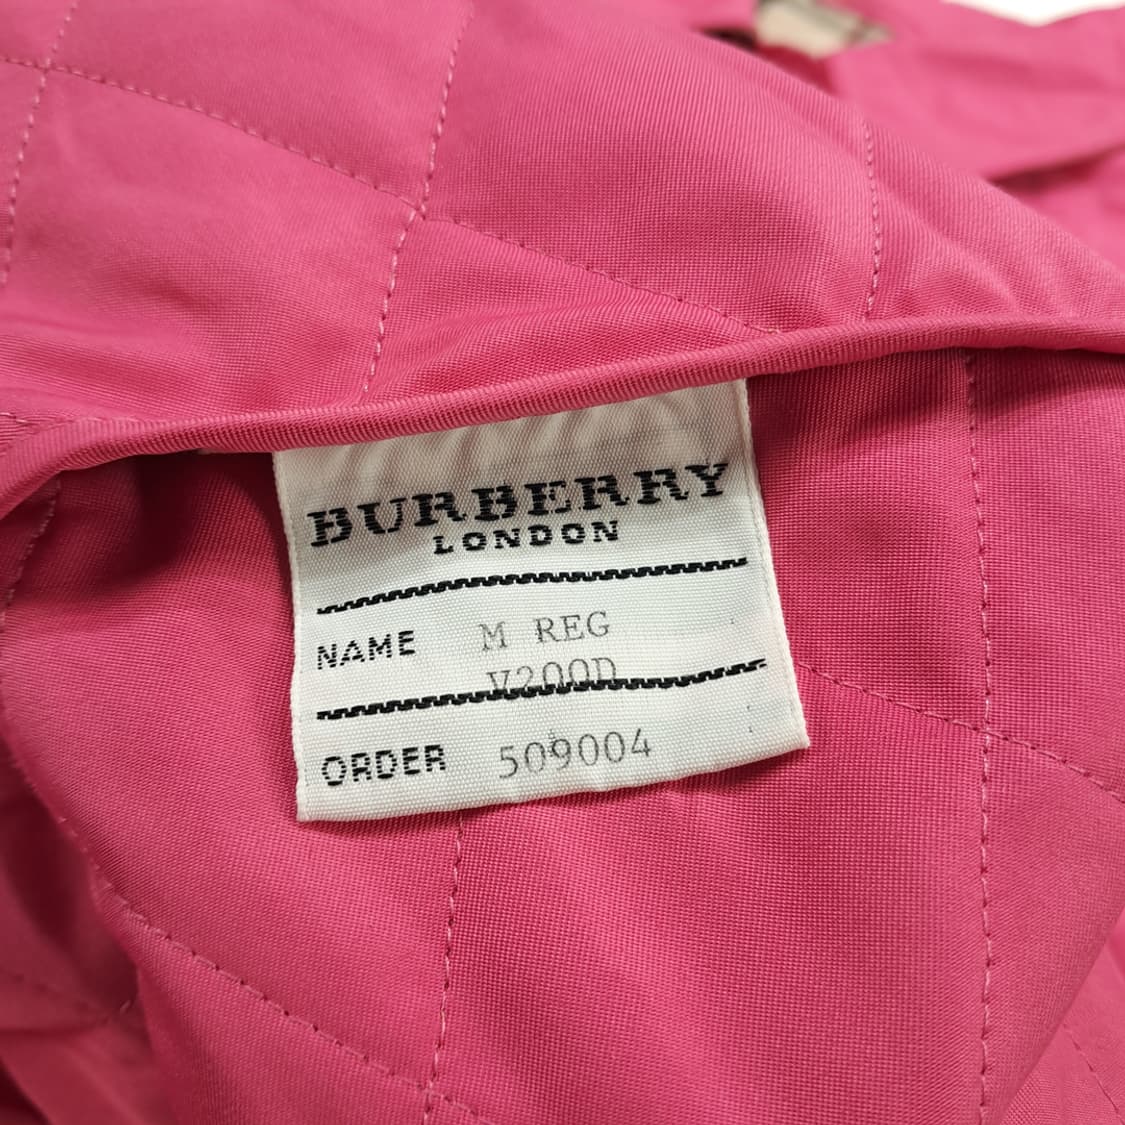 BURBERRY
LONDON
NAME M REG
V200D
ORDER 509004